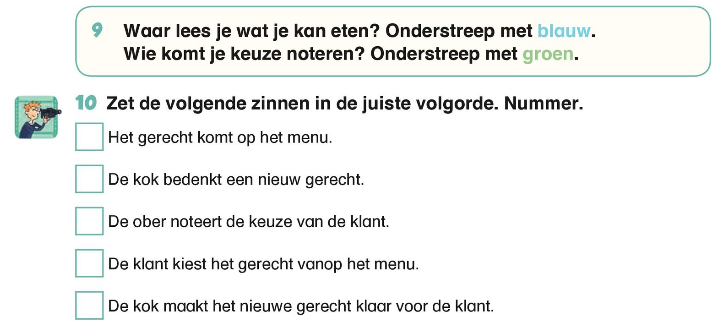 9 Waar lees je wat je kan eten? Onderstreep met blauw.
Wie komt je keuze noteren? Onderstreep met groen.
10 Zet de volgende zinnen in de juiste volgorde. Nummer.
Het gerecht komt op het menu.
De kok bedenkt een nieuw gerecht.
De ober noteert de keuze van de klant.
De klant kiest het gerecht vanop het menu.
De kok maakt het nieuwe gerecht klaar voor de klant.